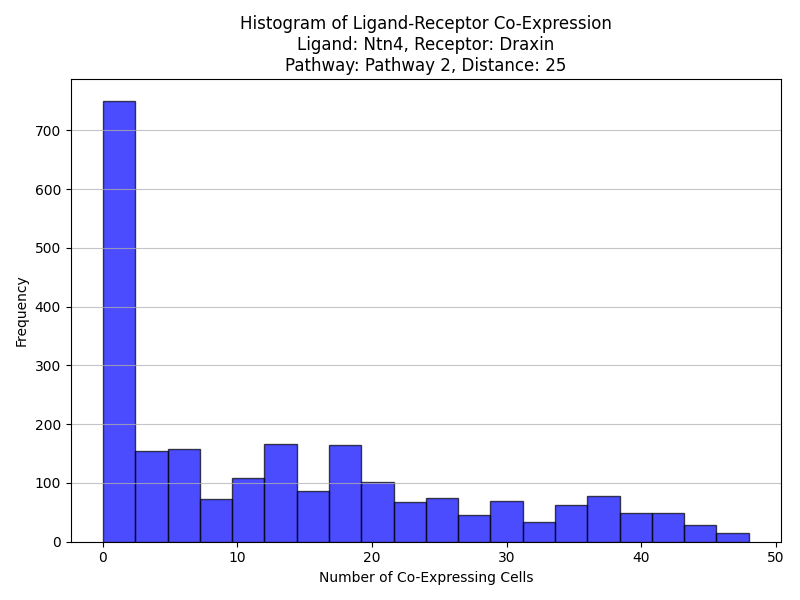 Histogram of Ligand-Receptor Co-Expression
Ligand: Ntn4, Receptor: Draxin
Pathway: Pathway 2, Distance: 25
700
600
500
400
300
200
100
0
Frequency
0 10 20 30 40 50
Number of Co-Expressing Cells